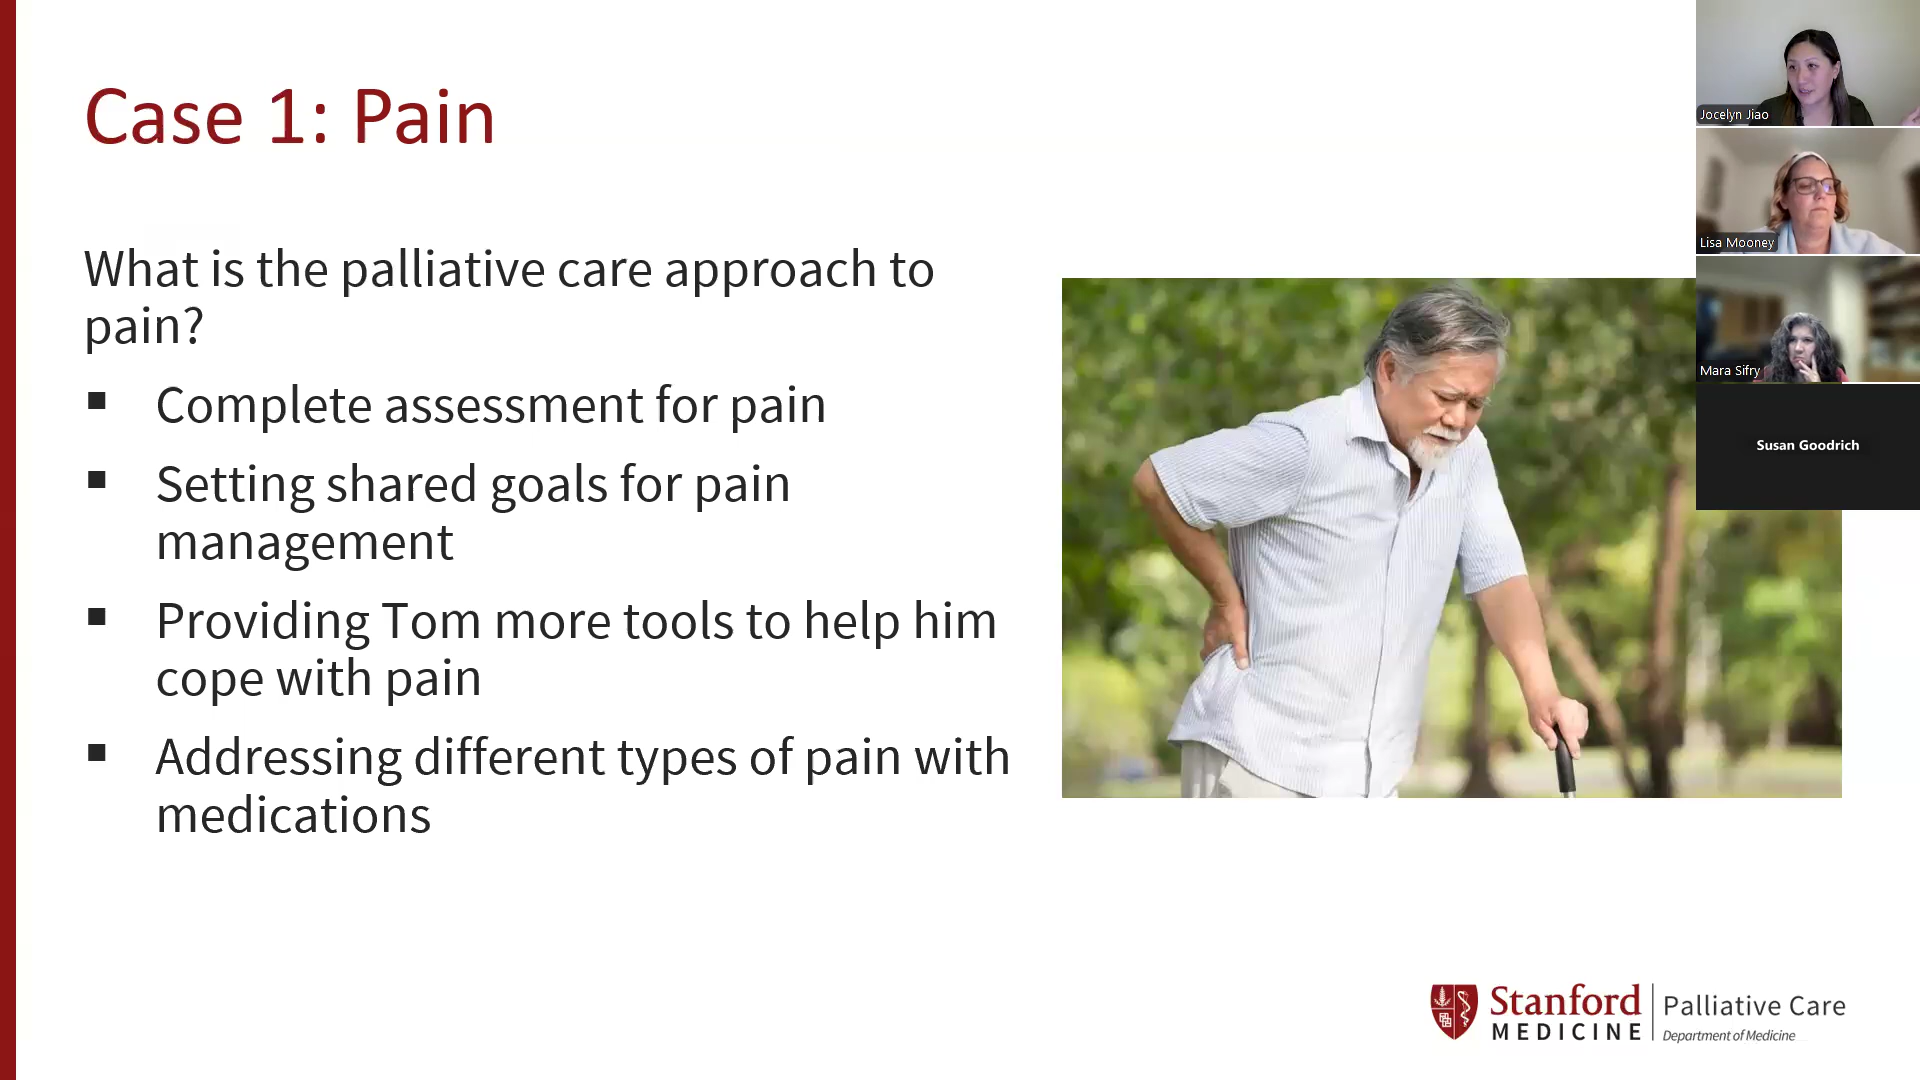 Case 1: Pain
What is the palliative care approach to
pain?
▪ Complete assessment for pain
▪ Setting shared goals for pain
management
▪ Providing Tom more tools to help him
cope with pain
▪ Addressing different types of pain with
medications
Jocelyn Jiao
Lisa Mooney
Mara Sifry
Susan Goodrich
Stanford
MEDICINE
Palliative Care
Department of Medicine